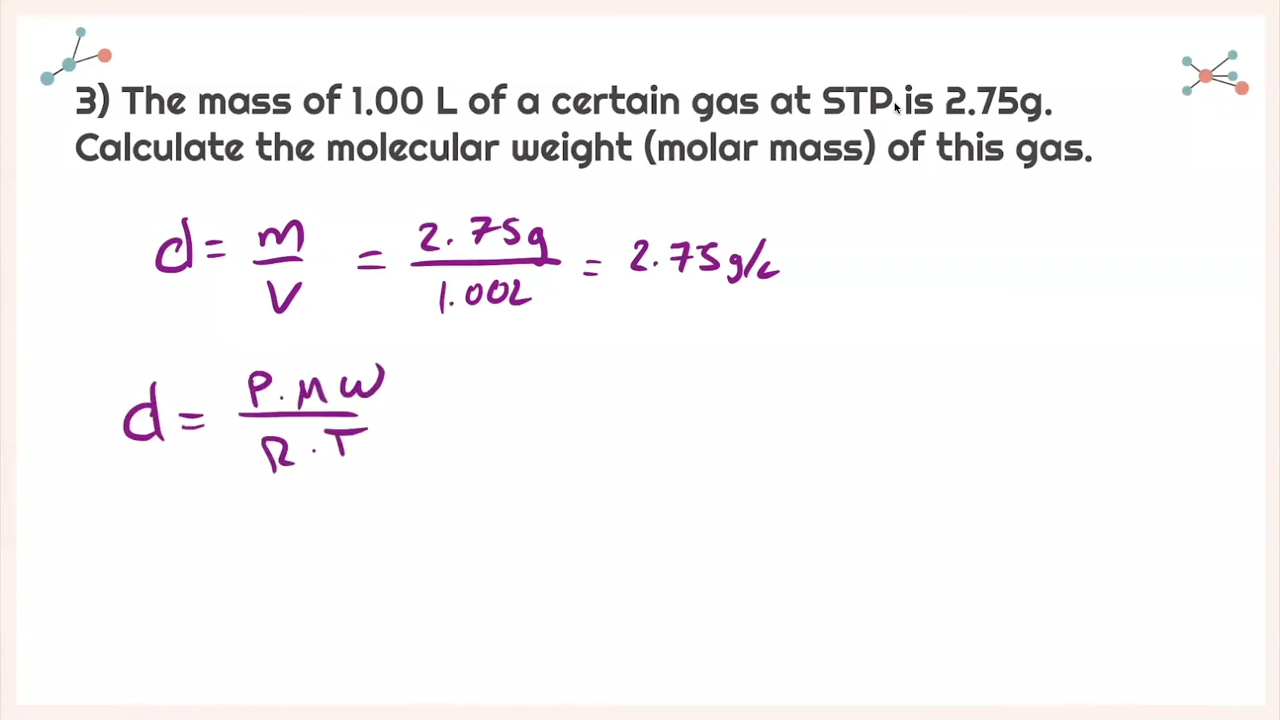 3) The mass of 1.00 L of a certain gas at STP is 2.75g.
Calculate the molecular weight (molar mass) of this gas.
d = m/V = 2.75g/1.00L = 2.75g/L
d = P.MW/R.T